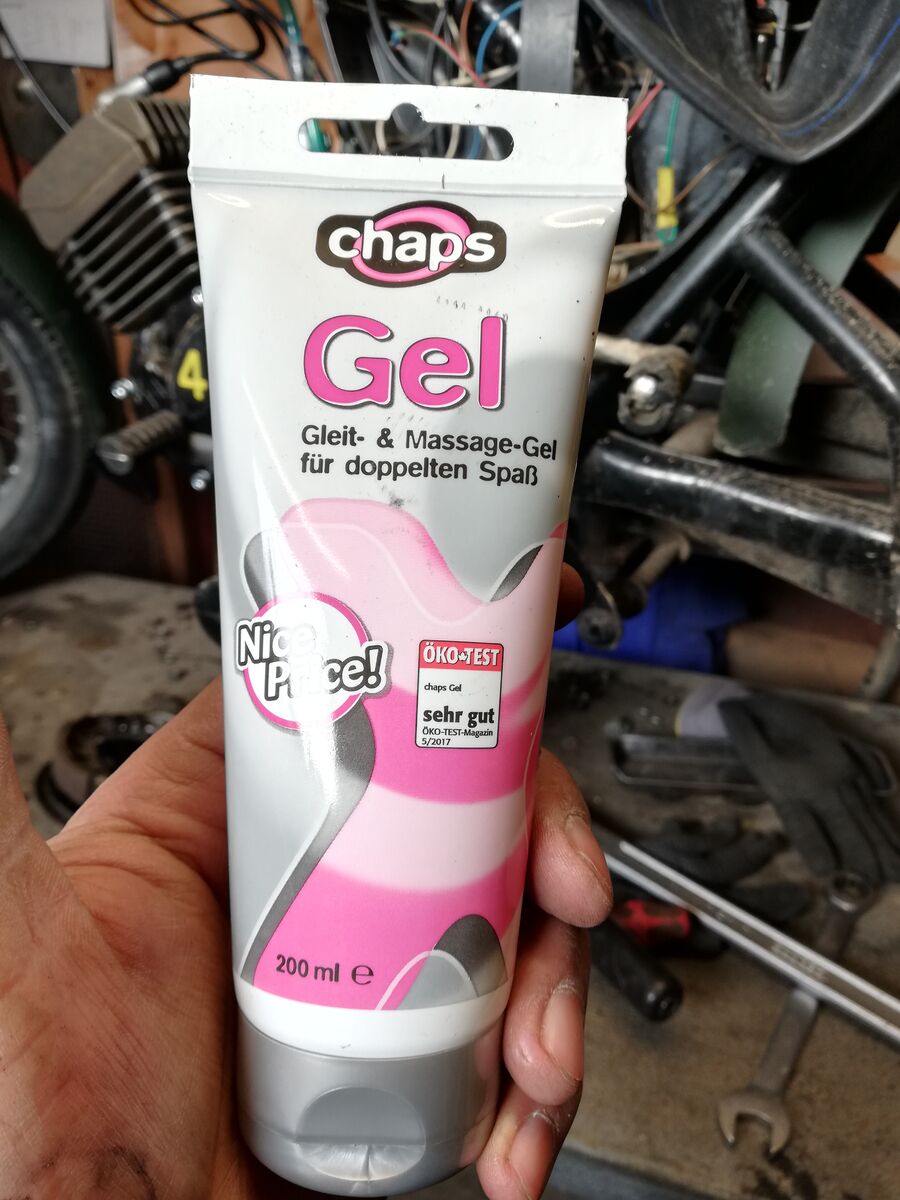 chaps
Gel
Gleit- & Massage-Gel
für doppelten Spaß
Nice
Price!
ÖKO TEST
chaps Gel
sehr gut
ÖKO-TEST-Magazin
5/2017
200 ml ℮
4